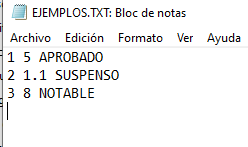 EJEMPLOS.TXT: Bloc de notas
Archivo Edición Formato Ver Ayuda
1 5 APROBADO
2 1.1 SUSPENSO
3 8 NOTABLE